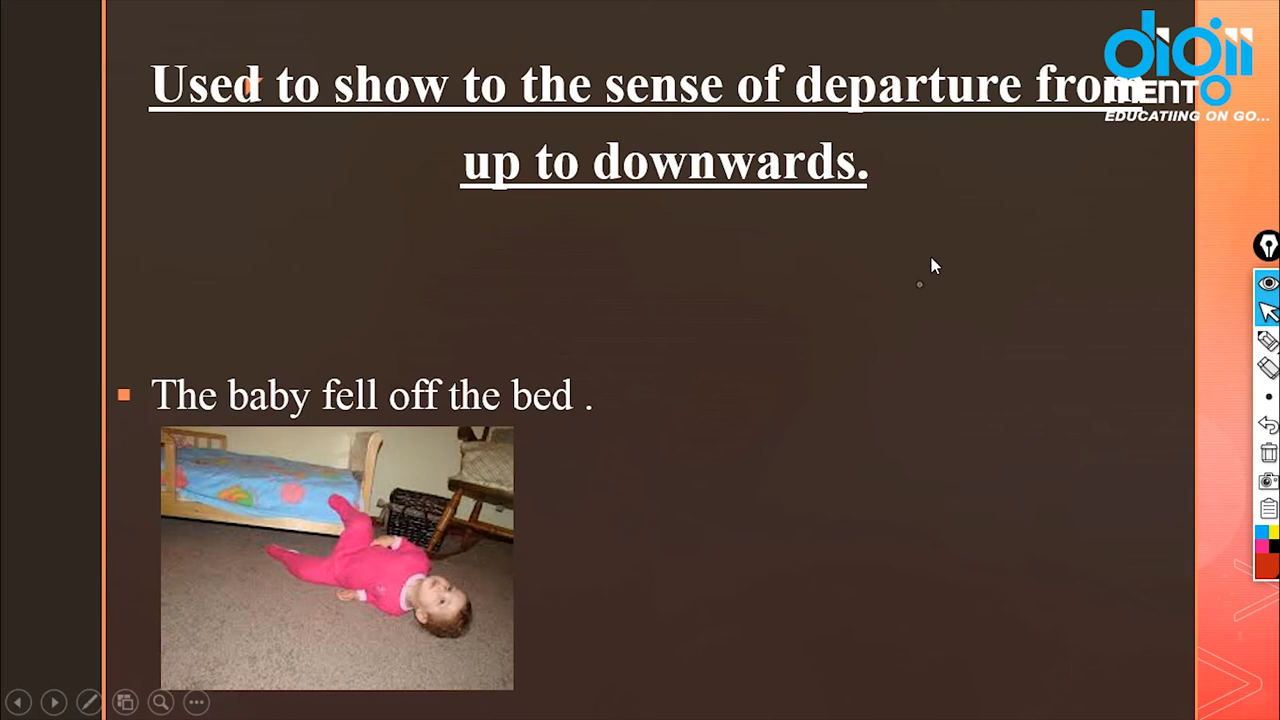 Used to show to the sense of departure from
up to downwards.
digii
MENTO
EDUCATIING ON GO...
The baby fell off the bed .